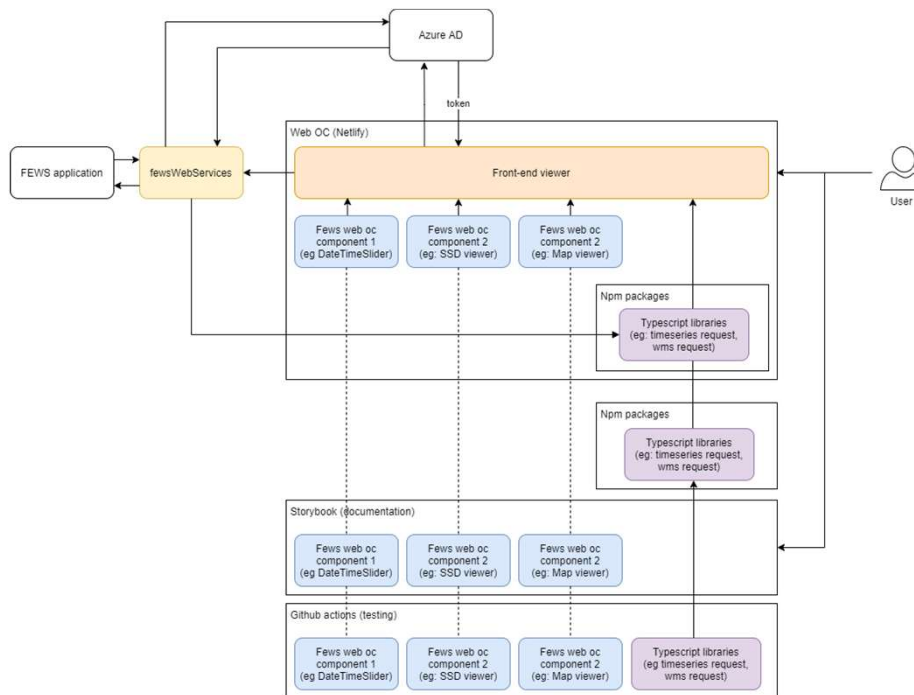 Azure AD
token
Web OC (Netlify)
FEWS application
fewsWebServices
Front-end viewer
User
Fews web oc
component 1
(eg DateTimeSlider)
Fews web oc
component 2
(eg: SSD viewer)
Fews web oc
component 2
(eg: Map viewer)
Npm packages
Typescript libraries
(eg: timeseries request,
wms request)
Npm packages
Typescript libraries
(eg: timeseries request,
wms request)
Storybook (documentation)
Fews web oc
component 1
(eg DateTimeSlider)
Fews web oc
component 2
(eg: SSD viewer)
Fews web oc
component 2
(eg: Map viewer)
Github actions (testing)
Fews web oc
component 1
(eg DateTimeSlider)
Fews web oc
component 2
(eg: SSD viewer)
Fews web oc
component 2
(eg: Map viewer)
Typescript libraries
(eg timeseries request,
wms request)